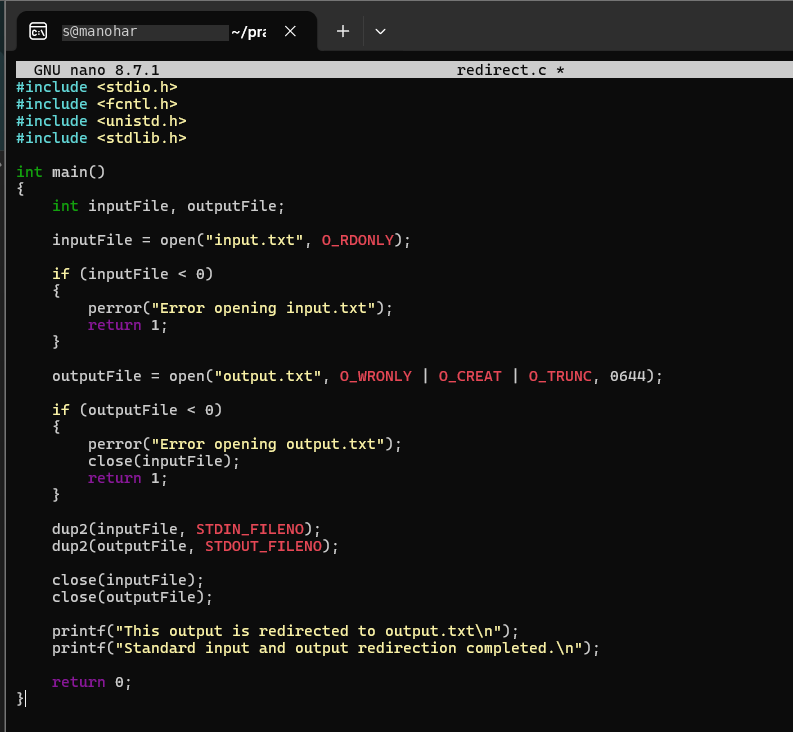 s@manohar ~/pra
GNU nano 8.7.1 redirect.c *
#include <stdio.h>
#include <fcntl.h>
#include <unistd.h>
#include <stdlib.h>

int main()
{
    int inputFile, outputFile;

    inputFile = open("input.txt", O_RDONLY);

    if (inputFile < 0)
    {
        perror("Error opening input.txt");
        return 1;
    }

    outputFile = open("output.txt", O_WRONLY | O_CREAT | O_TRUNC, 0644);

    if (outputFile < 0)
    {
        perror("Error opening output.txt");
        close(inputFile);
        return 1;
    }

    dup2(inputFile, STDIN_FILENO);
    dup2(outputFile, STDOUT_FILENO);

    close(inputFile);
    close(outputFile);

    printf("This output is redirected to output.txt\n");
    printf("Standard input and output redirection completed.\n");

    return 0;
}